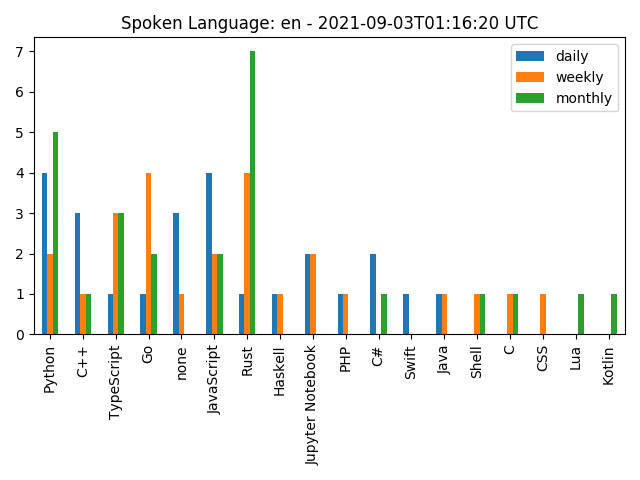 Spoken Language: en - 2021-09-03T01:16:20 UTC
daily
weekly
monthly
7
6
5
4
3
2
1
0
Python
C++
TypeScript
Go
none
JavaScript
Rust
Haskell
Jupyter Notebook
PHP
C#
Swift
Java
Shell
C
CSS
Lua
Kotlin